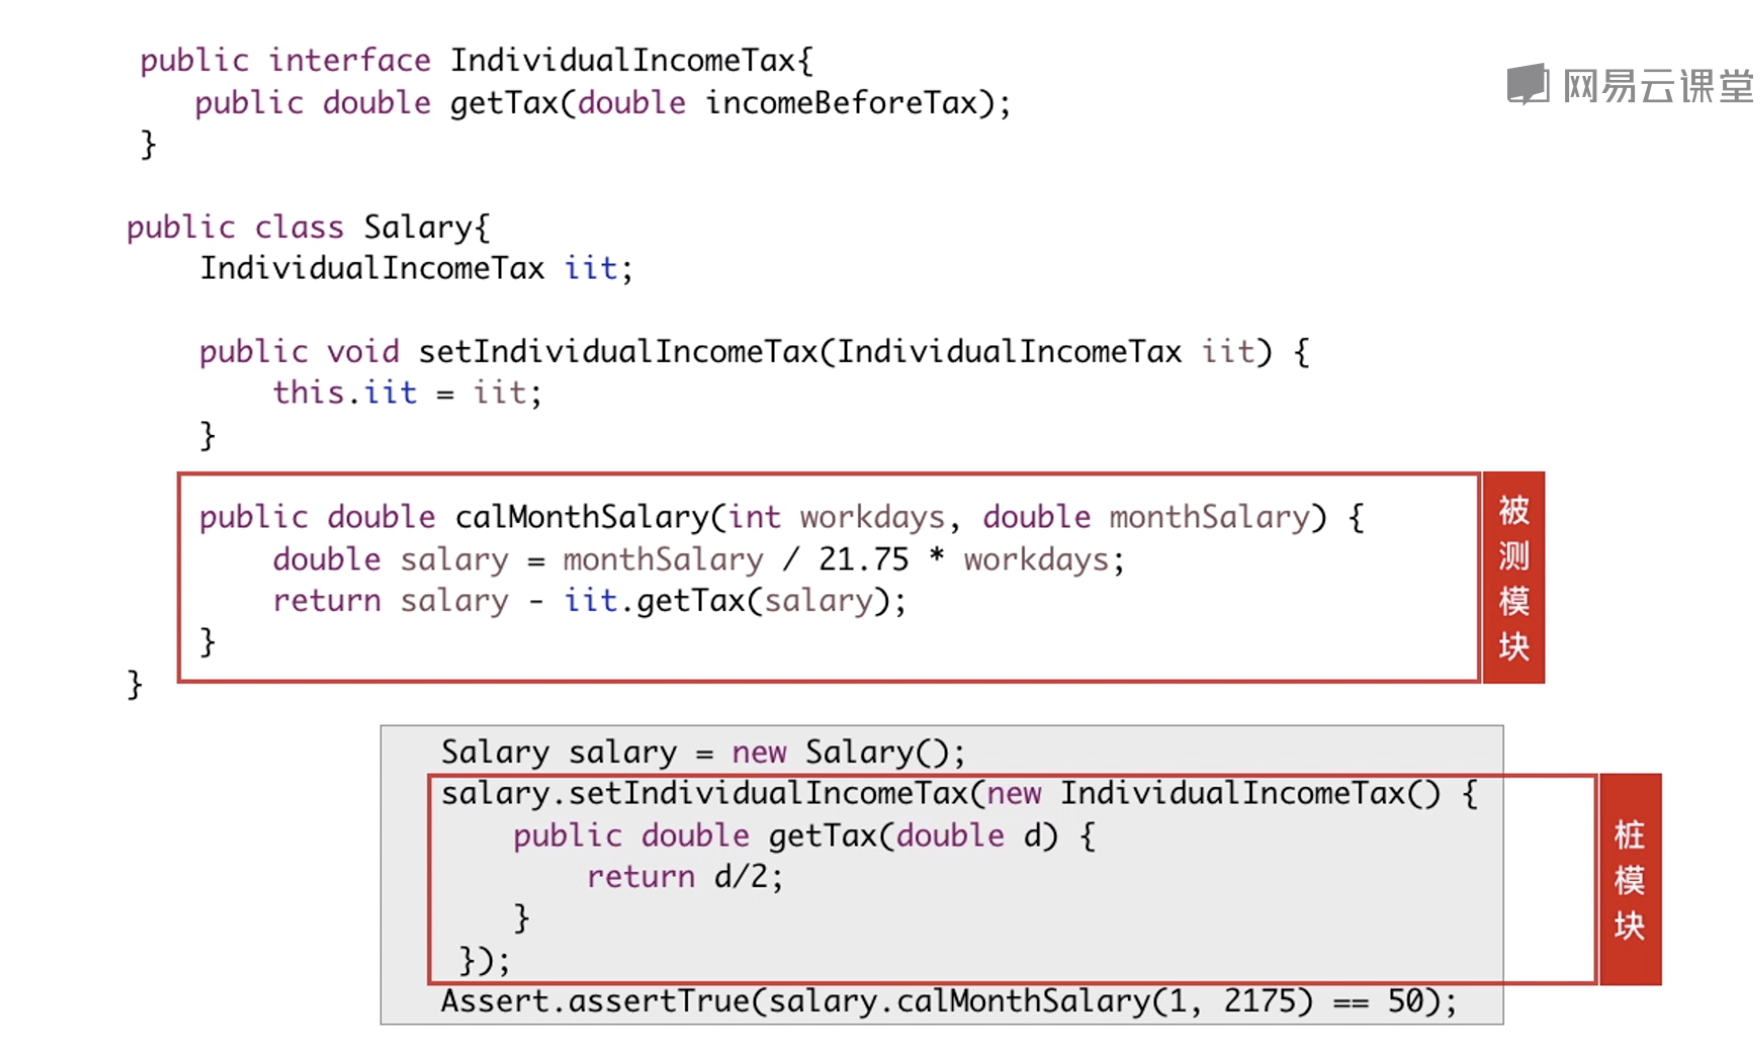 public interface IndividualIncomeTax{
public double getTax(double incomeBeforeTax);
}
网易云课堂
public class Salary{
IndividualIncomeTax iit;
public void setIndividualIncomeTax(IndividualIncomeTax iit) {
this.iit = iit;
}
public double calMonthSalary(int workdays, double monthSalary) {
double salary = monthSalary / 21.75 * workdays;
return salary - iit.getTax(salary);
}
}
被测模块
Salary salary = new Salary();
salary.setIndividualIncomeTax(new IndividualIncomeTax() {
public double getTax(double d) {
return d/2;
}
});
Assert.assertTrue(salary.calMonthSalary(1, 2175) == 50);
桩模块